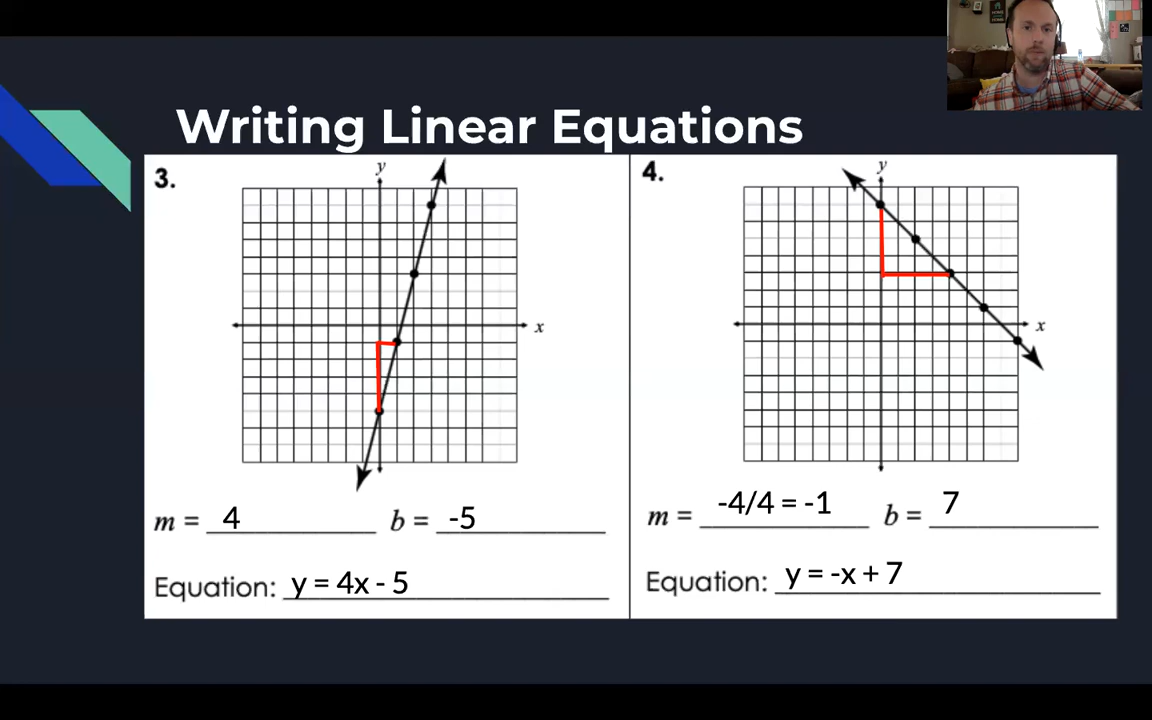 Writing Linear Equations
3.
y
x
m = 4 b = -5
Equation: y = 4x - 5
4.
y
x
m = -4/4 = -1 b = 7
Equation: y = -x + 7